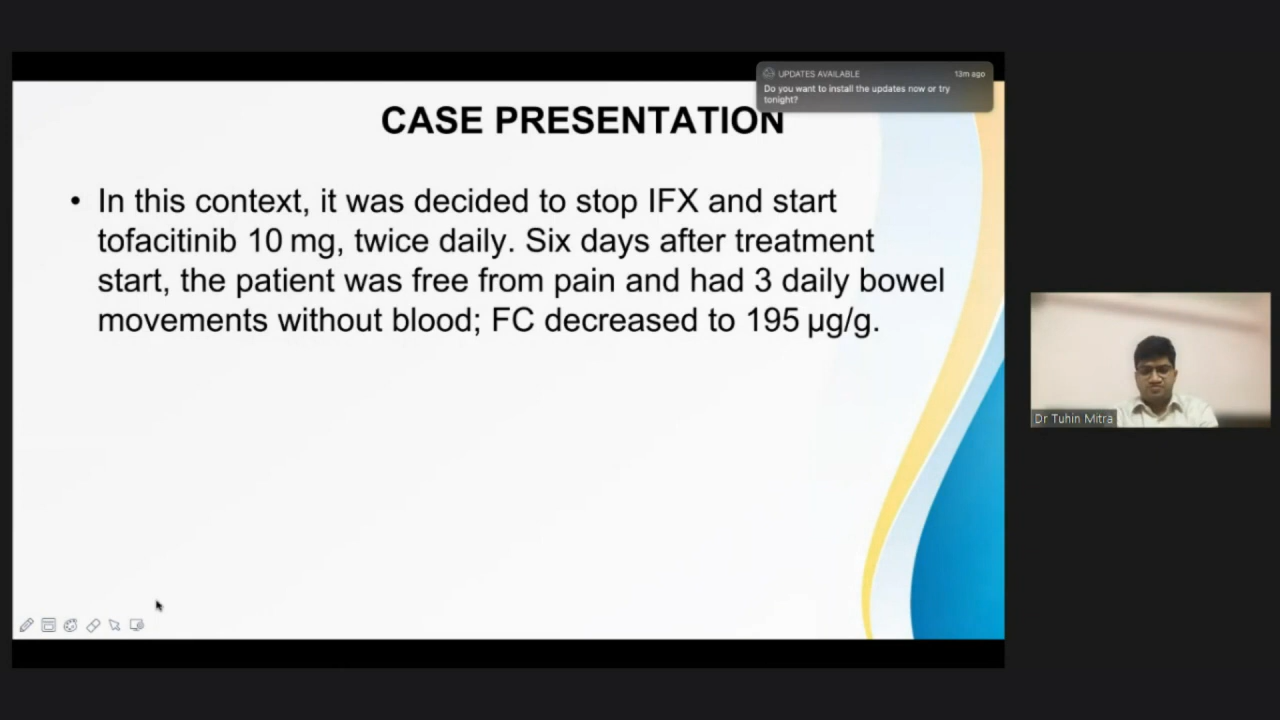 UPDATES AVAILABLE
13m ago
Do you want to install the updates now or try
tonight?
CASE PRESENTATION
• In this context, it was decided to stop IFX and start
tofacitinib 10 mg, twice daily. Six days after treatment
start, the patient was free from pain and had 3 daily bowel
movements without blood; FC decreased to 195 µg/g.
Dr Tuhin Mitra